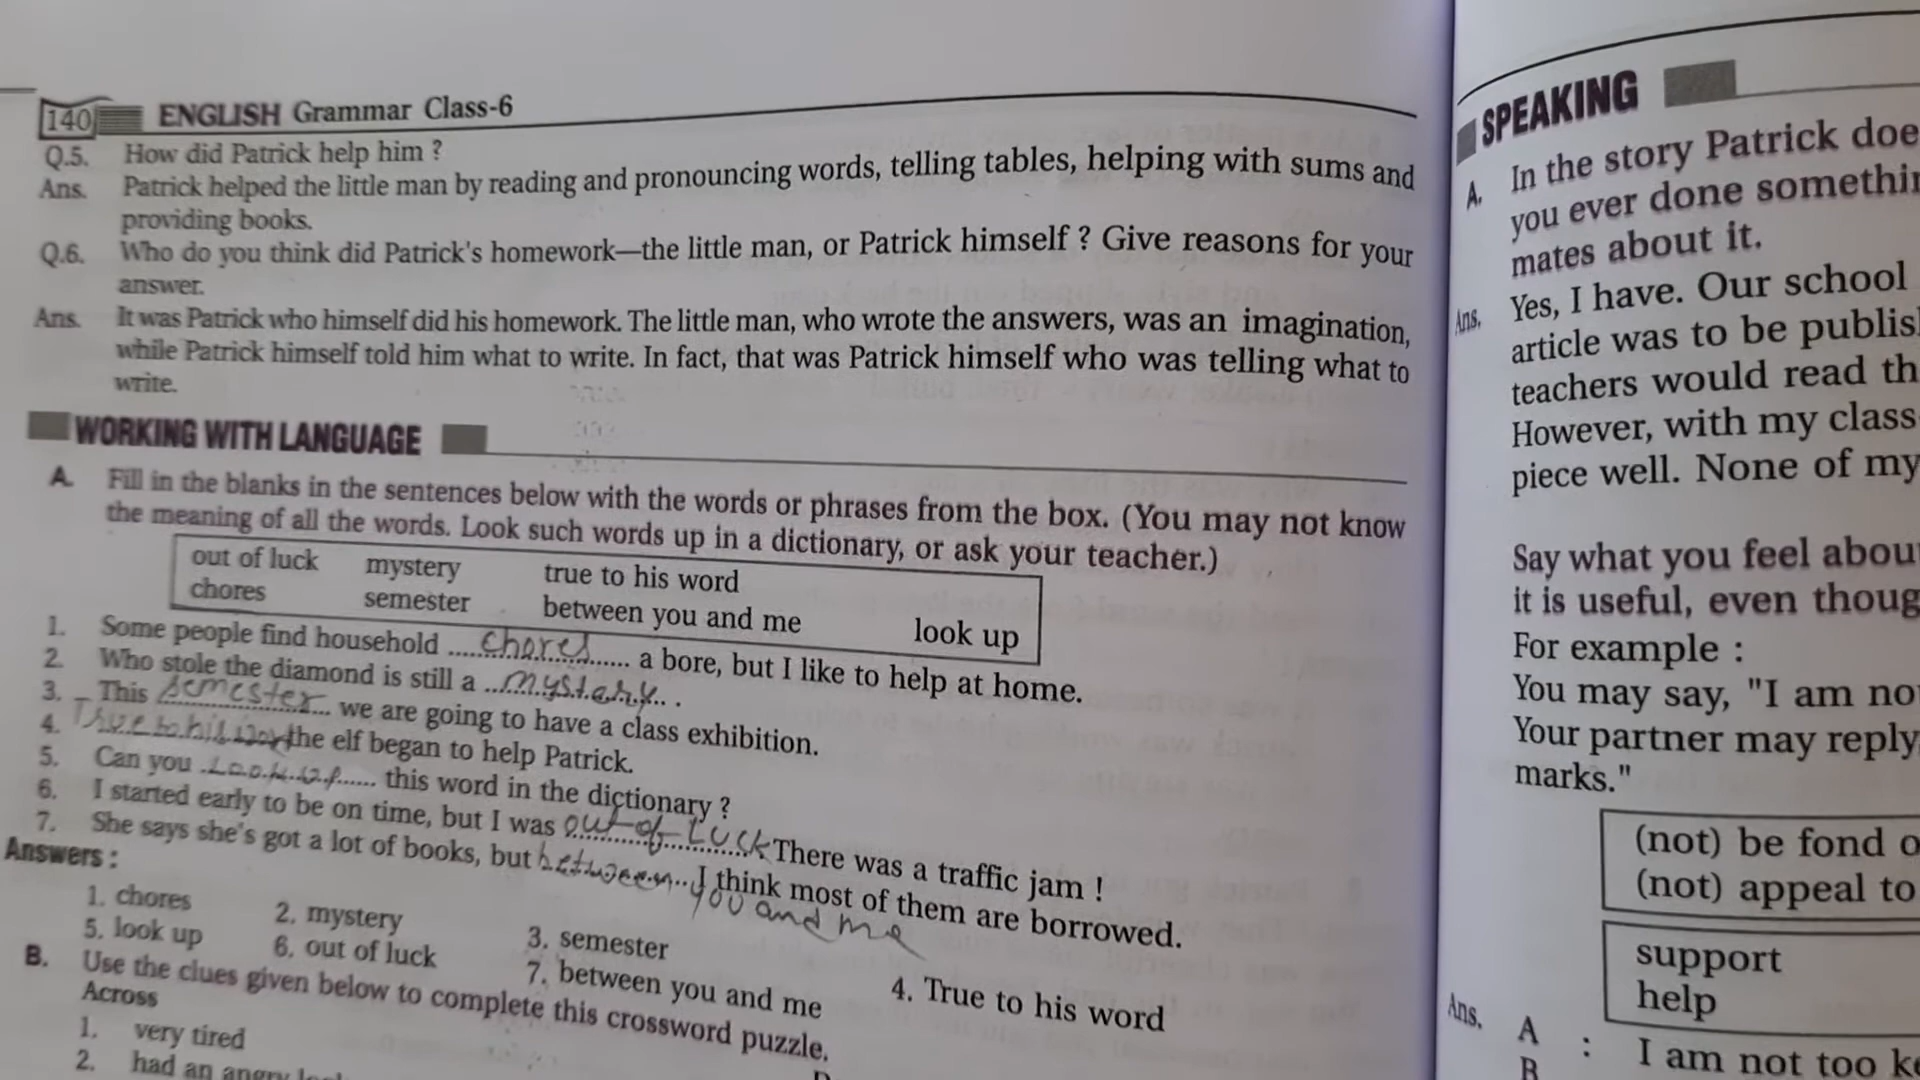 140 ENGLISH Grammar Class-6
Q.5. How did Patrick help him ?
Ans. Patrick helped the little man by reading and pronouncing words, telling tables, helping with sums and
providing books.
Q.6. Who do you think did Patrick's homework—the little man, or Patrick himself ? Give reasons for your
answer.
Ans. It was Patrick who himself did his homework. The little man, who wrote the answers, was an imagination,
while Patrick himself told him what to write. In fact, that was Patrick himself who was telling what to
write.
WORKING WITH LANGUAGE
A. Fill in the blanks in the sentences below with the words or phrases from the box. (You may not know
the meaning of all the words. Look such words up in a dictionary, or ask your teacher.)
out of luck mystery true to his word
chores semester between you and me look up
1. Some people find household ....chores.... a bore, but I like to help at home.
2. Who stole the diamond is still a ..mystary.. .
3. This semester... we are going to have a class exhibition.
4. True to his word the elf began to help Patrick.
5. Can you .Look up...... this word in the dictionary ?
6. I started early to be on time, but I was out of Luck There was a traffic jam !
7. She says she's got a lot of books, but between.. I think most of them are borrowed.
you and me
Answers :
1. chores 2. mystery 3. semester 4. True to his word
5. look up 6. out of luck 7. between you and me
B. Use the clues given below to complete this crossword puzzle.
Across
1. very tired
2. had an angry
SPEAKING
A. In the story Patrick doe
you ever done somethin
mates about it.
Ans. Yes, I have. Our school
article was to be publis
teachers would read th
However, with my class
piece well. None of my
Say what you feel abou
it is useful, even thoug
For example :
You may say, "I am no
Your partner may reply
marks."
(not) be fond o
(not) appeal to
support
help
Ans. A : I am not too ke
B